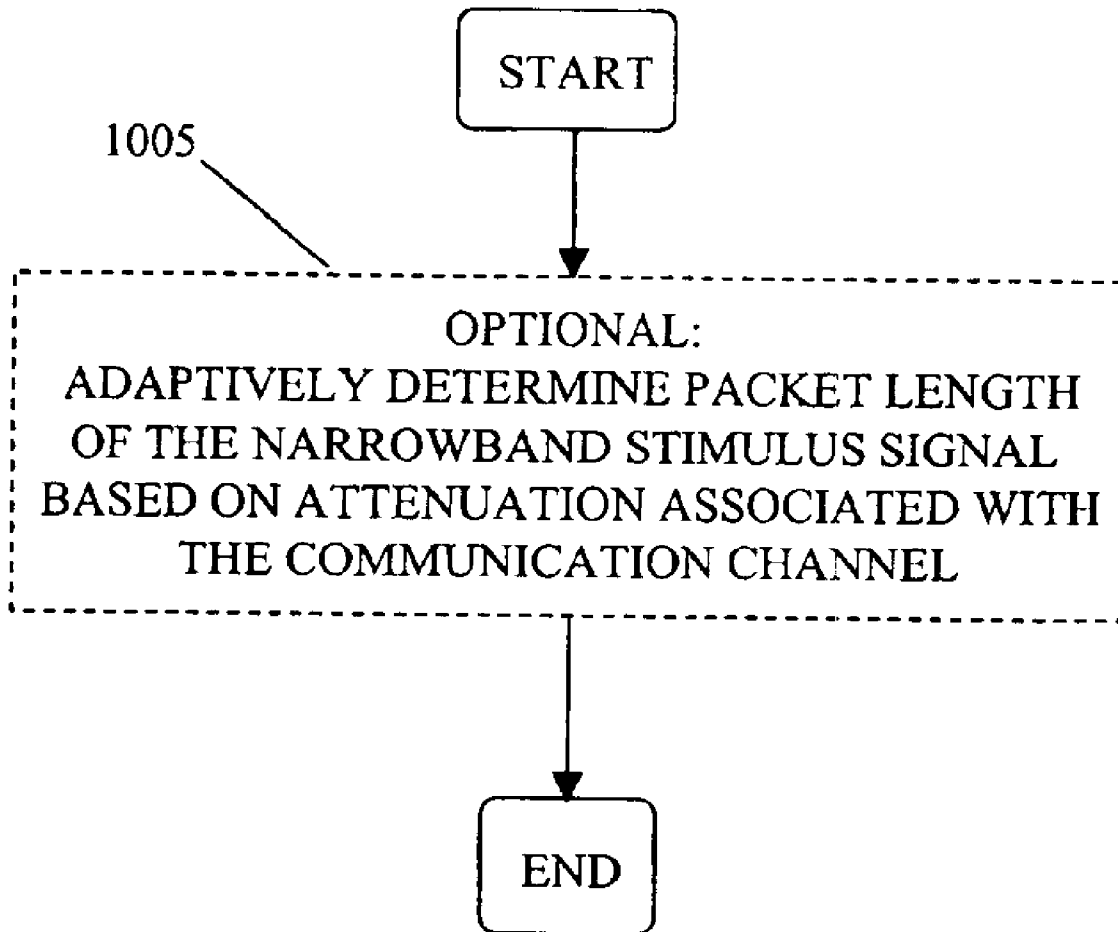 START
1005
OPTIONAL:
ADAPTIVELY DETERMINE PACKET LENGTH
OF THE NARROWBAND STIMULUS SIGNAL
BASED ON ATTENUATION ASSOCIATED WITH
THE COMMUNICATION CHANNEL
END